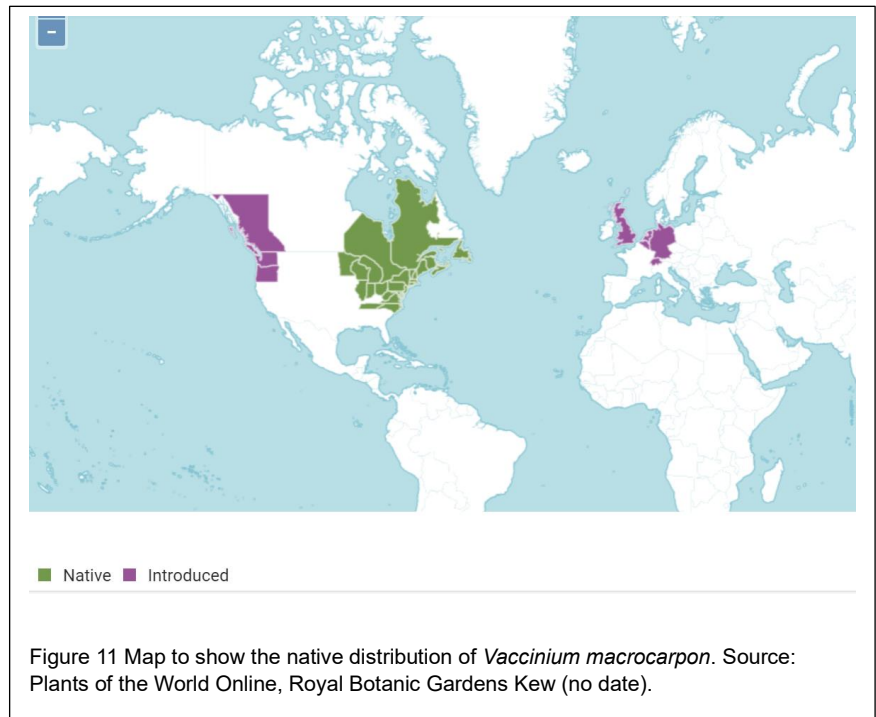 -
Native Introduced
Figure 11 Map to show the native distribution of Vaccinium macrocarpon. Source:
Plants of the World Online, Royal Botanic Gardens Kew (no date).